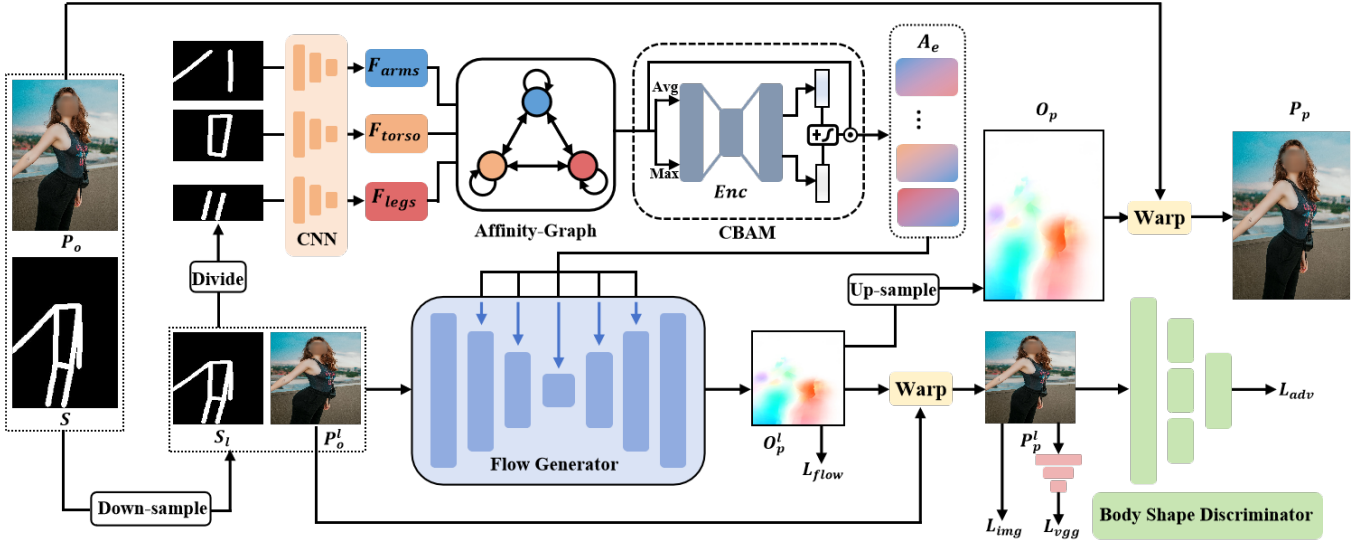 P_o
S
Down-sample
S_l
P_o^l
Divide
CNN
F_arms
F_torso
F_legs
Affinity-Graph
Avg
Max
Enc
+
CBAM
A_e
...
Flow Generator
O_p^l
L_flow
Up-sample
O_p
Warp
P_p
Warp
P_p^l
L_img
L_vgg
L_adv
Body Shape Discriminator